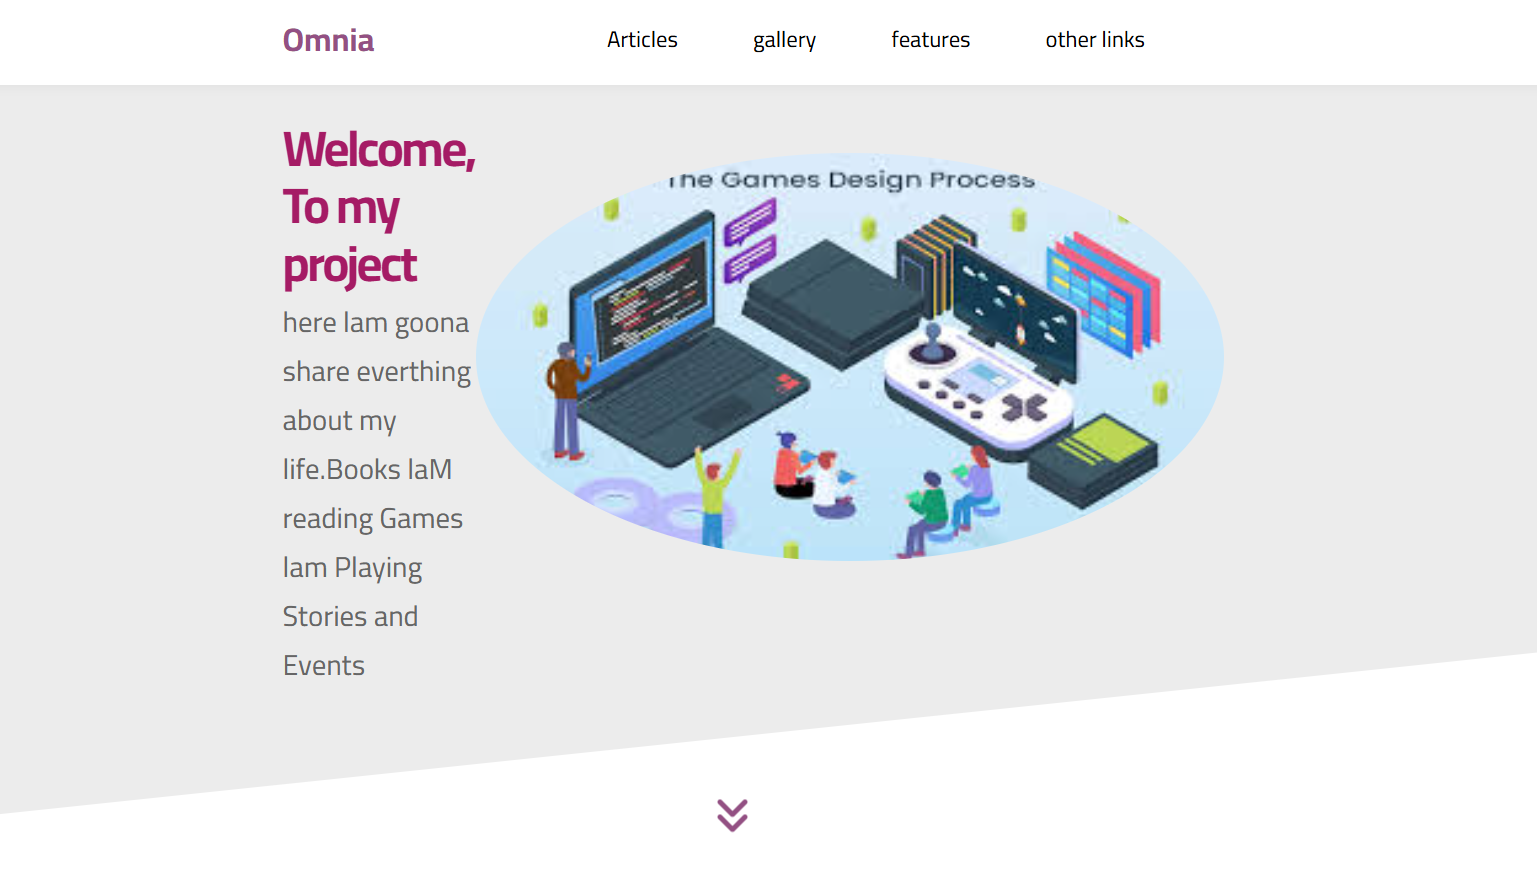 Omnia
Articles
gallery
features
other links
Welcome,
To my
project
here Iam goona
share everthing
about my
life.Books IaM
reading Games
Iam Playing
Stories and
Events
The Games Design Process